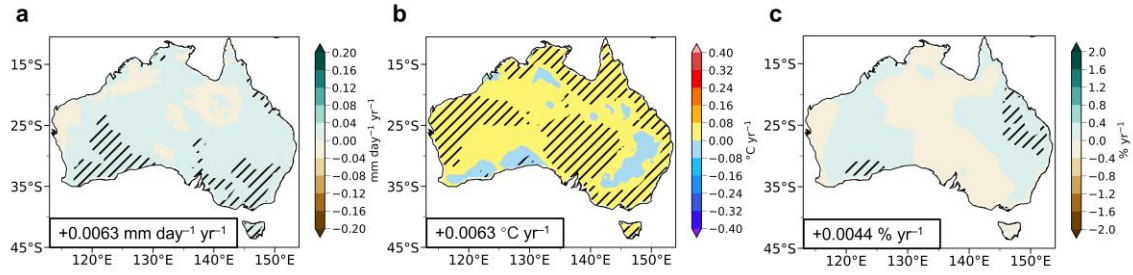 a
15°S
25°S
35°S
45°S
120°E
130°E
140°E
150°E
+0.0063 mm day⁻¹ yr⁻¹
0.20
0.16
0.12
0.08
0.04
0.00
−0.04
−0.08
−0.12
−0.16
−0.20
mm day⁻¹ yr⁻¹
b
15°S
25°S
35°S
45°S
120°E
130°E
140°E
150°E
+0.0063 °C yr⁻¹
0.40
0.32
0.24
0.16
0.08
0.00
−0.08
−0.16
−0.24
−0.32
−0.40
°C yr⁻¹
c
15°S
25°S
35°S
45°S
120°E
130°E
140°E
150°E
+0.0044 % yr⁻¹
2.0
1.6
1.2
0.8
0.4
0.0
−0.4
−0.8
−1.2
−1.6
−2.0
% yr⁻¹